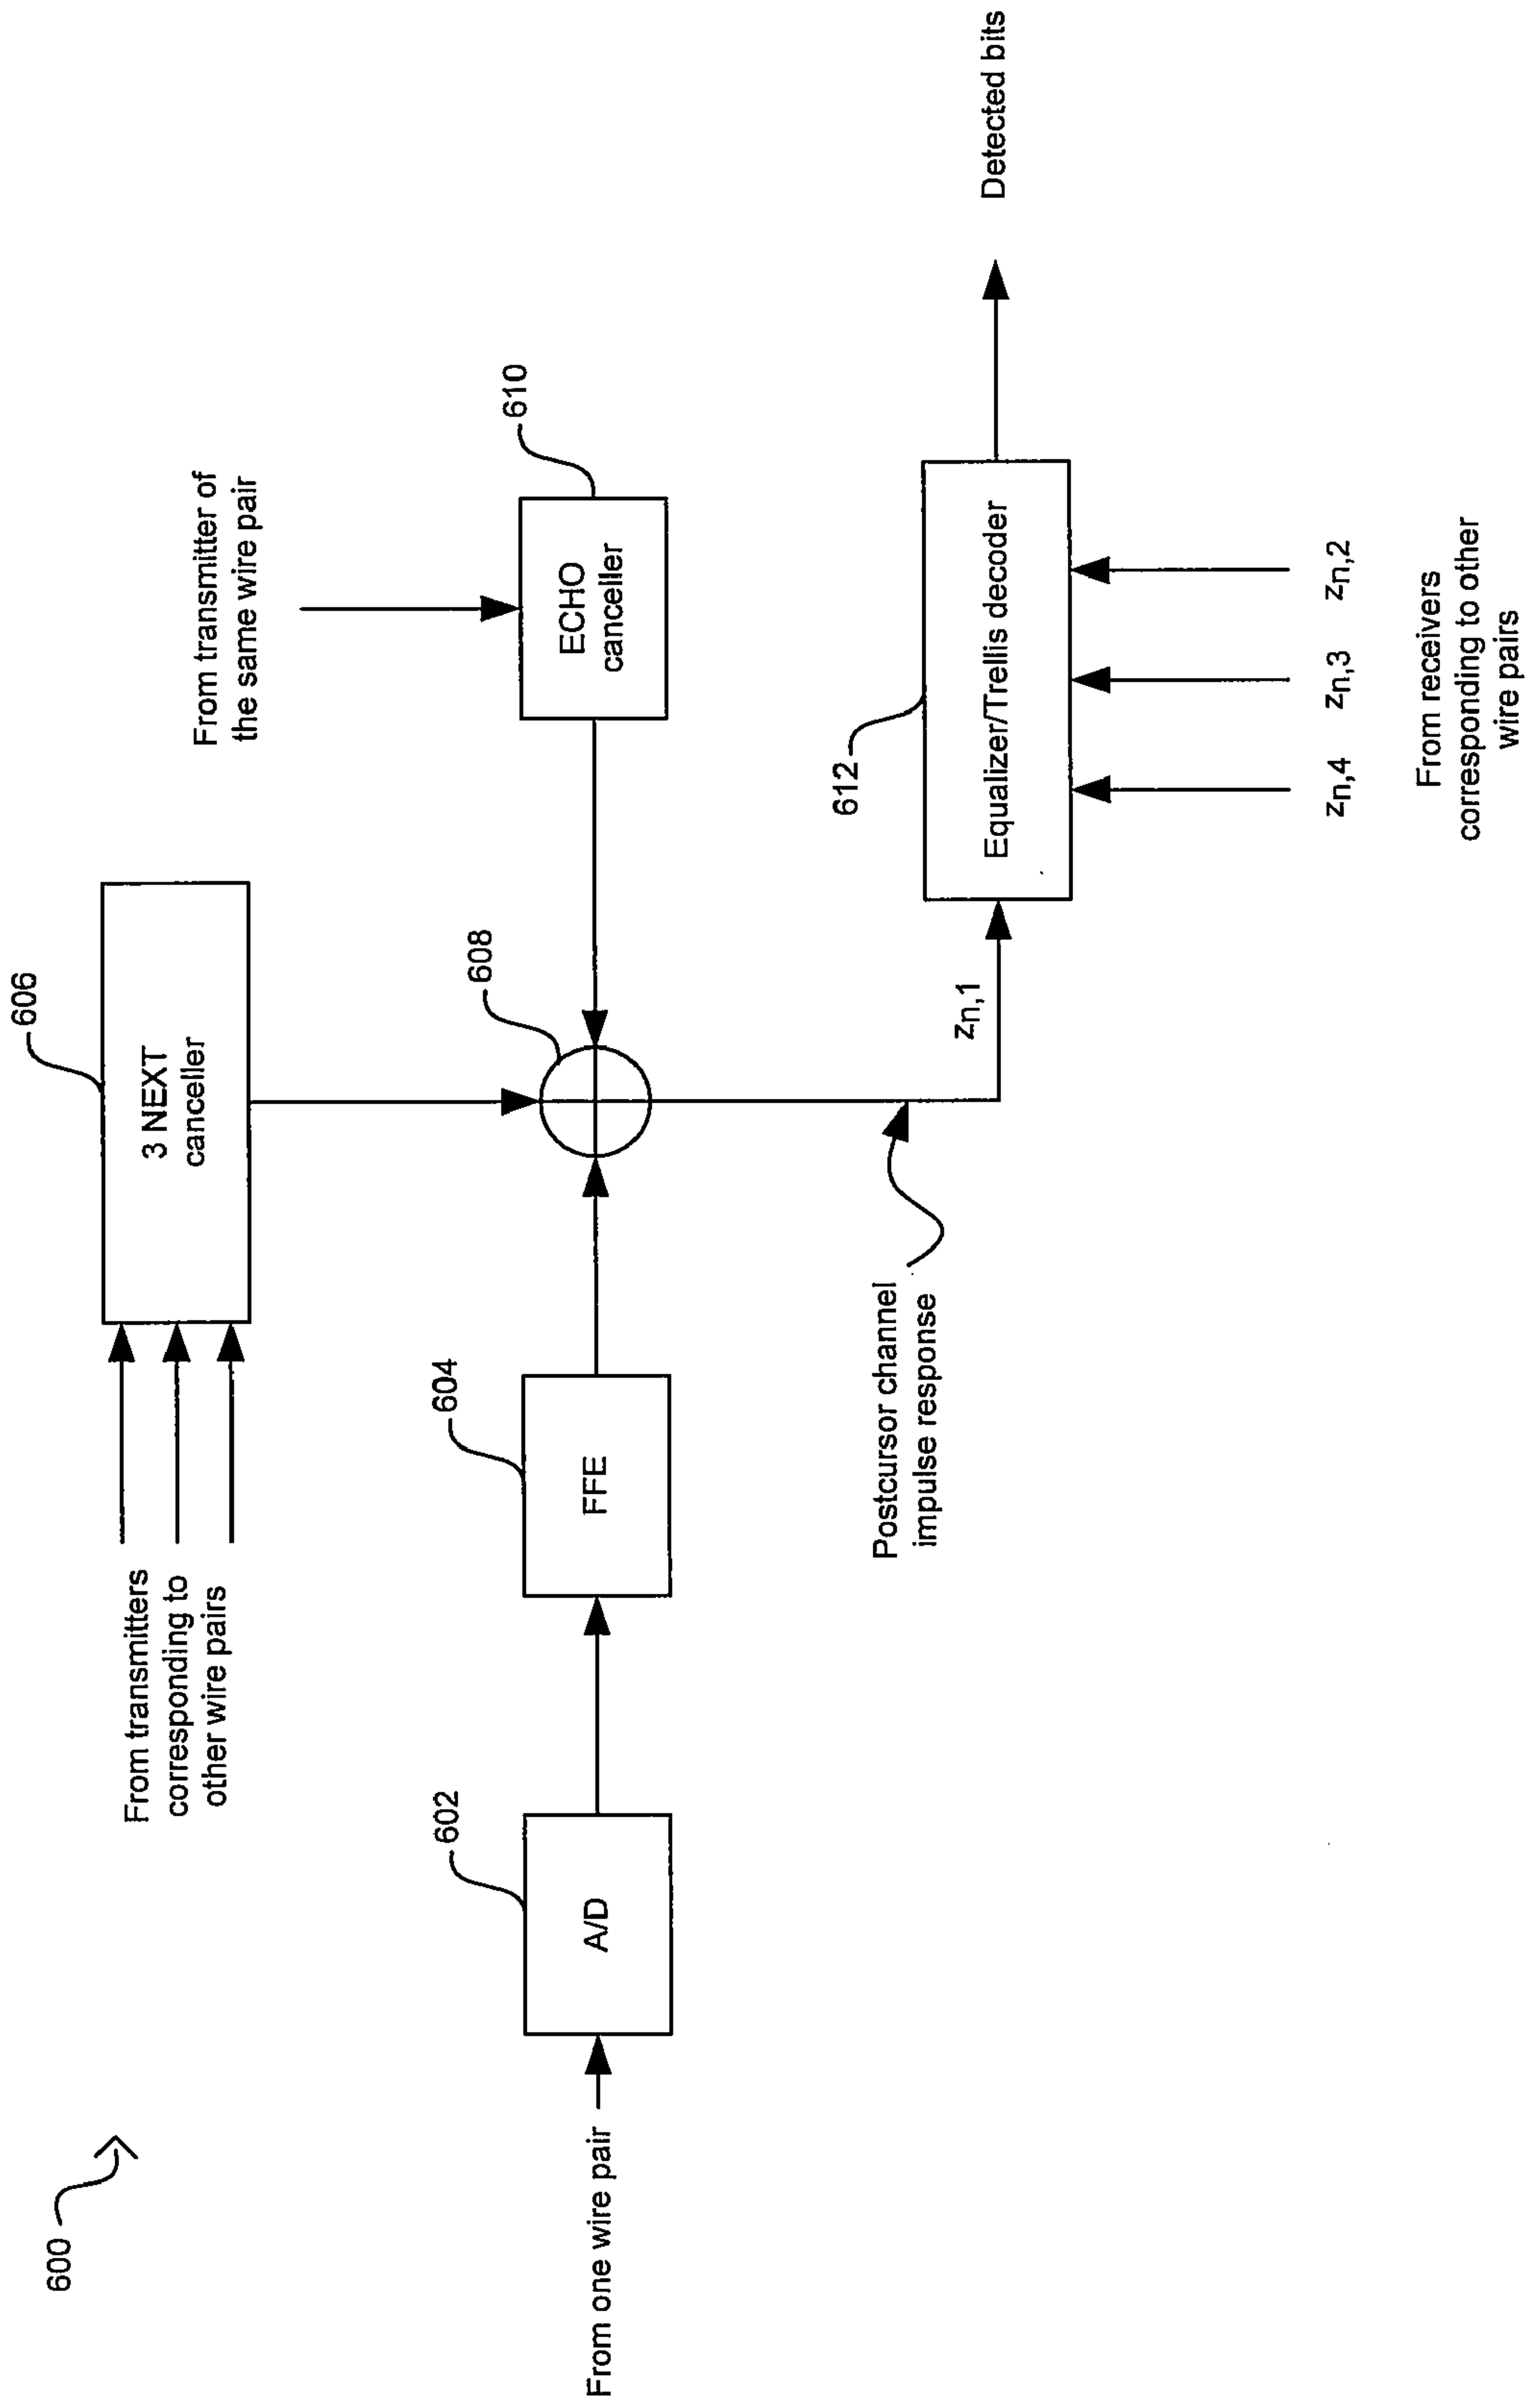 600
606
3 NEXT
canceller
From transmitters
corresponding to
other wire pairs
From transmitter of
the same wire pair
610
ECHO
canceller
608
604
FFE
602
A/D
From one wire pair
Postcursor channel
impulse response
zn,1
612
Equalizer/Trellis decoder
Detected bits
zn,4
zn,3
zn,2
From receivers
corresponding to other
wire pairs